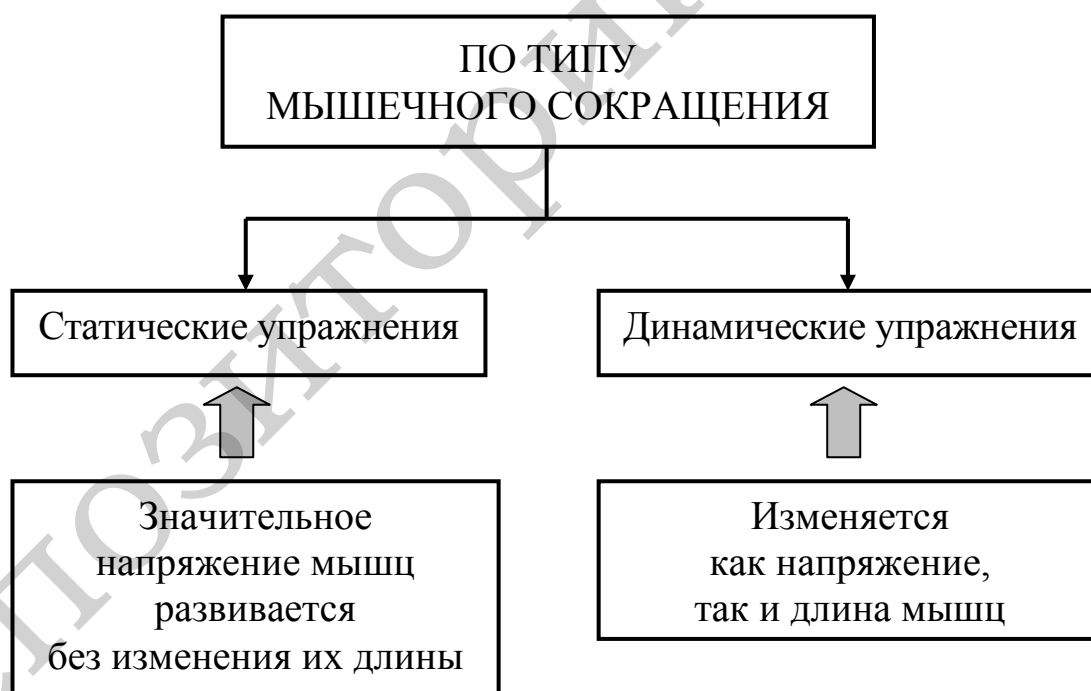 ПО ТИПУ
МЫШЕЧНОГО СОКРАЩЕНИЯ
Статические упражнения
Динамические упражнения
Значительное
напряжение мышц
развивается
без изменения их длины
Изменяется
как напряжение,
так и длина мышц